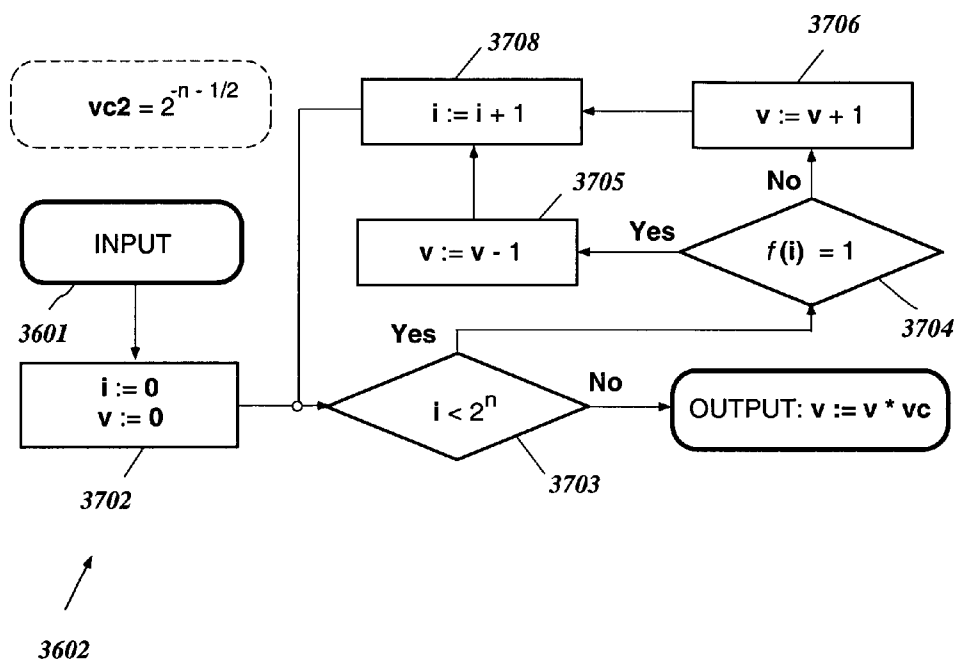 3708
3706
vc2 = 2^-n - 1/2
i := i + 1
v := v + 1
No
3705
INPUT
Yes
v := v - 1
f(i) = 1
3601
Yes
3704
i := 0
v := 0
i < 2^n
No
OUTPUT: v := v * vc
3702
3703
3602